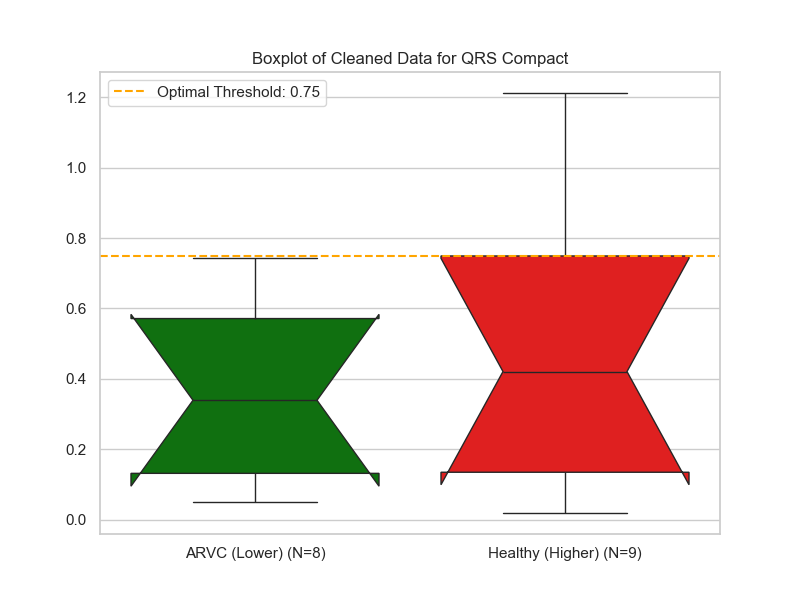 Boxplot of Cleaned Data for QRS Compact
Optimal Threshold: 0.75
1.2
1.0
0.8
0.6
0.4
0.2
0.0
ARVC (Lower) (N=8)
Healthy (Higher) (N=9)